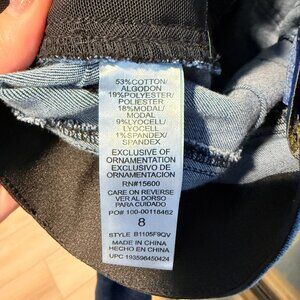 53%COTTON/
ALGODON
19%POLYESTER/
POLIESTER
18%MODAL/
MODAL
9%LYOCELL/
LYOCELL
1%SPANDEX/
SPANDEX
EXCLUSIVE OF
ORNAMENTATION
EXCLUSIVO DE
ORNAMENTACION
RN#15600
CARE ON REVERSE
VER AL DORSO
PARA CUIDADO
PO# 100-00118462
8
STYLE B1105F9QV
MADE IN CHINA
HECHO EN CHINA
UPC 193596450424